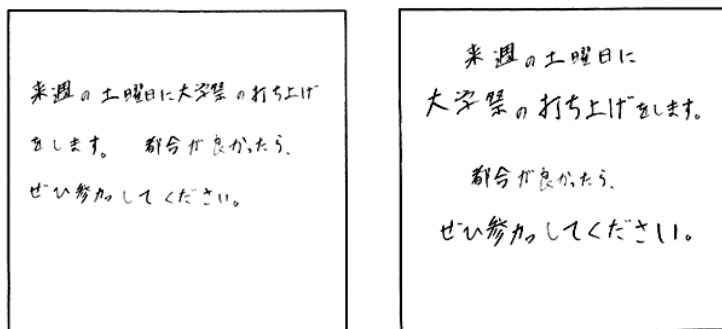 来週の土曜日に大学祭の打ち上げ
をします。 都合が良かったら、
ぜひ参加してください。
来週の土曜日に
大学祭の打ち上げをします。
都合が良かったら、
ぜひ参加してください。